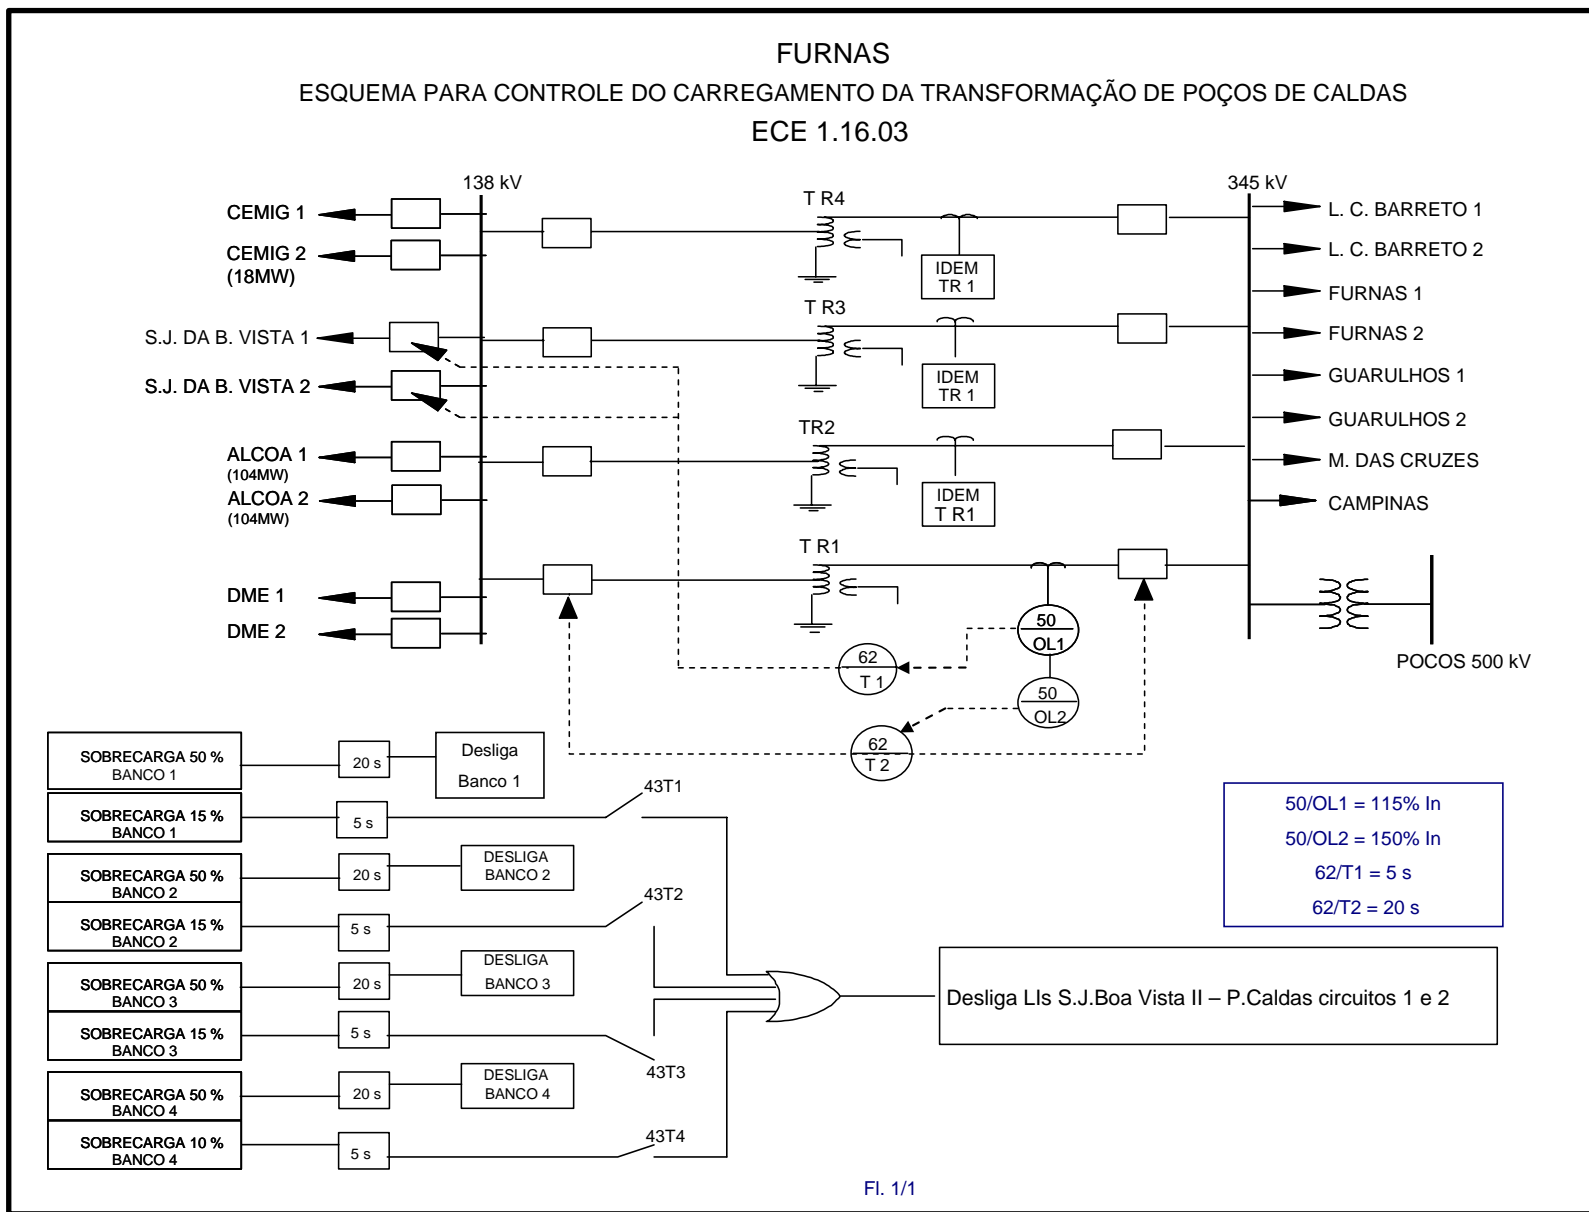 FURNAS
ESQUEMA PARA CONTROLE DO CARREGAMENTO DA TRANSFORMAÇÃO DE POÇOS DE CALDAS
ECE 1.16.03
138 kV
345 kV
CEMIG 1
CEMIG 2
(18MW)
S.J. DA B. VISTA 1
S.J. DA B. VISTA 2
ALCOA 1
(104MW)
ALCOA 2
(104MW)
DME 1
DME 2
T R4
IDEM
TR 1
T R3
IDEM
TR 1
TR2
IDEM
T R1
T R1
50
OL1
50
OL2
62
T 1
62
T 2
L. C. BARRETO 1
L. C. BARRETO 2
FURNAS 1
FURNAS 2
GUARULHOS 1
GUARULHOS 2
M. DAS CRUZES
CAMPINAS
POCOS 500 kV
SOBRECARGA 50 %
BANCO 1
20 s
Desliga
Banco 1
SOBRECARGA 15 %
BANCO 1
5 s
43T1
SOBRECARGA 50 %
BANCO 2
20 s
DESLIGA
BANCO 2
SOBRECARGA 15 %
BANCO 2
5 s
43T2
SOBRECARGA 50 %
BANCO 3
20 s
DESLIGA
BANCO 3
SOBRECARGA 15 %
BANCO 3
5 s
43T3
SOBRECARGA 50 %
BANCO 4
20 s
DESLIGA
BANCO 4
SOBRECARGA 10 %
BANCO 4
5 s
43T4
50/OL1 = 115% In
50/OL2 = 150% In
62/T1 = 5 s
62/T2 = 20 s
Desliga LIs S.J.Boa Vista II – P.Caldas circuitos 1 e 2
Fl. 1/1